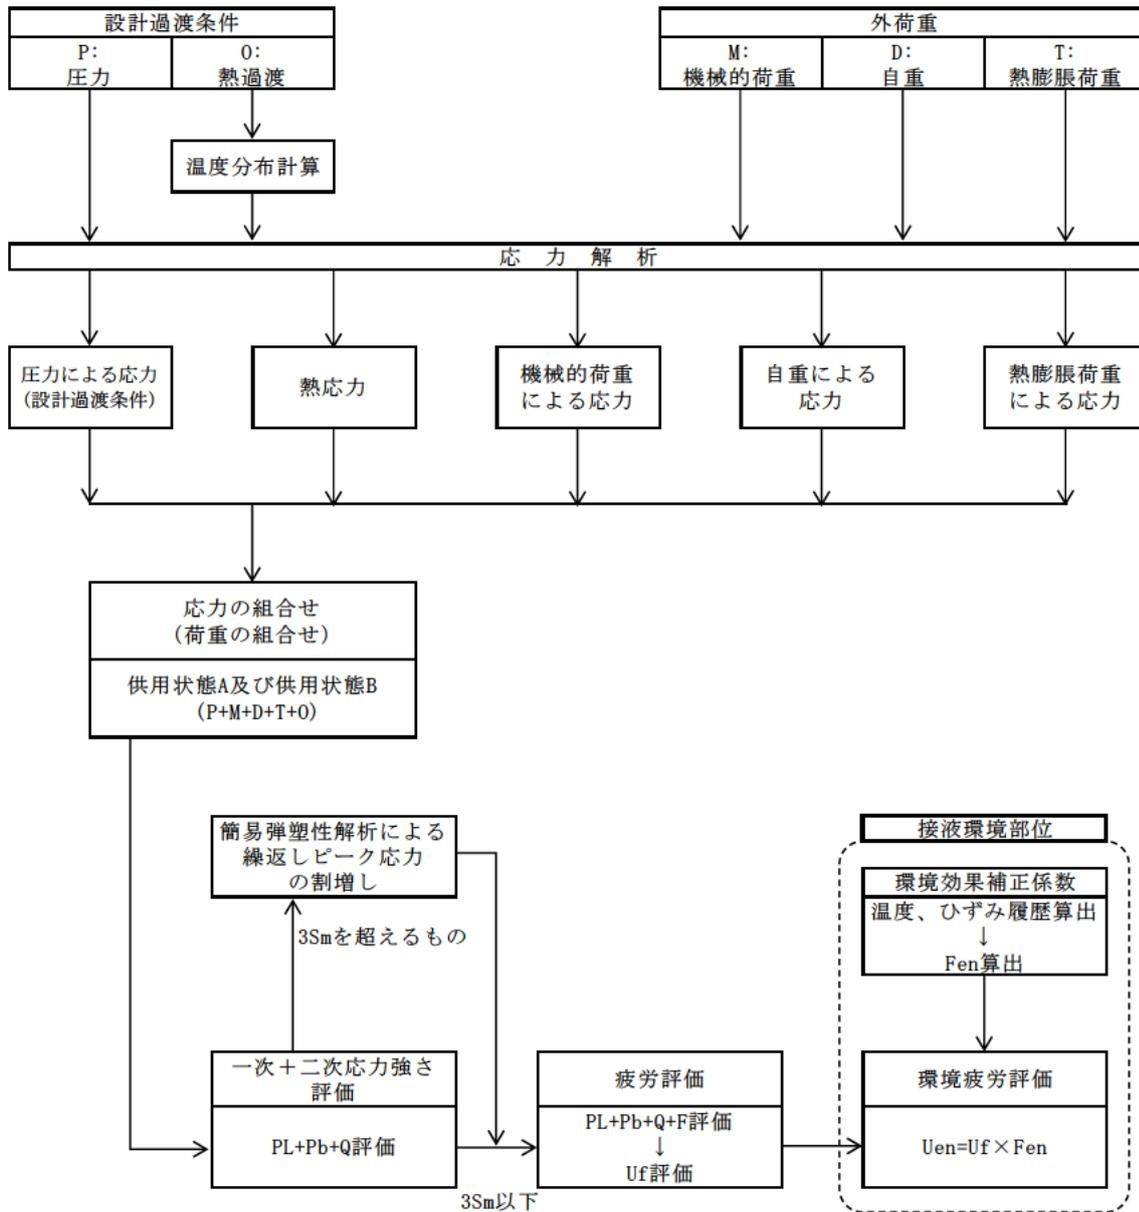 設計過渡条件
P:
圧力
O:
熱過渡
外荷重
M:
機械的荷重
D:
自重
T:
熱膨脹荷重
温度分布計算
応 力 解 析
圧力による応力
(設計過渡条件)
熱応力
機械的荷重
による応力
自重による
応力
熱膨脹荷重
による応力
応力の組合せ
(荷重の組合せ)
供用状態A及び供用状態B
(P+M+D+T+O)
簡易弾塑性解析による
繰返しピーク応力
の割増し
3Smを超えるもの
一次+二次応力強さ
評価
PL+Pb+Q評価
3Sm以下
疲労評価
PL+Pb+Q+F評価
↓
Uf評価
接液環境部位
環境効果補正係数
温度、ひずみ履歴算出
↓
Fen算出
環境疲労評価
Uen=Uf×Fen